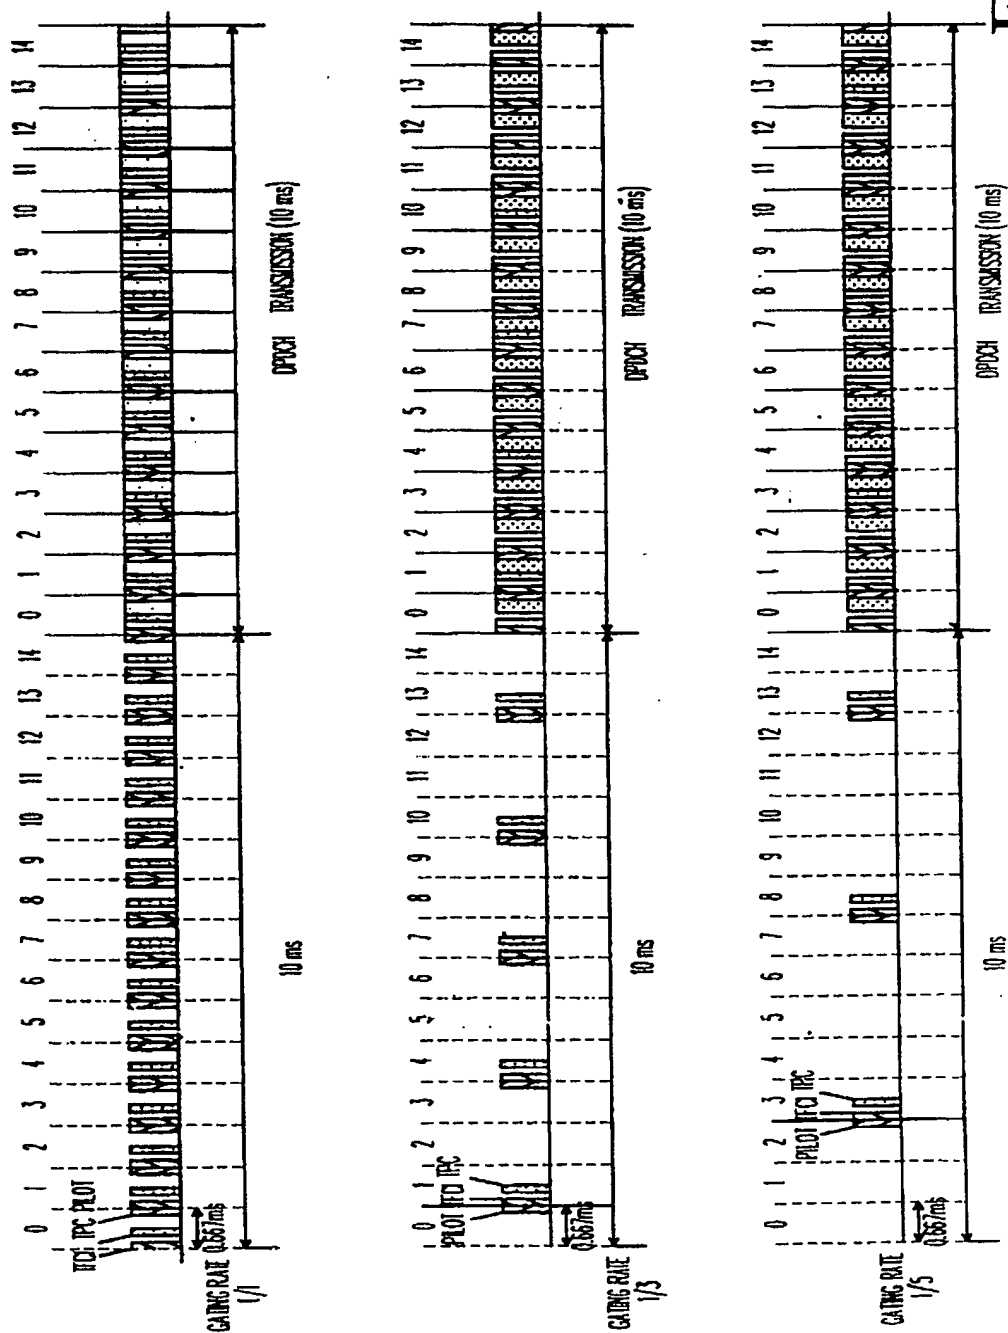 0 1 2 3 4 5 6 7 8 9 10 11 12 13 14 0 1 2 3 4 5 6 7 8 9 10 11 12 13 14
TFCI TPC PILOT
0.667ms
GATING RATE
1/1
10 ms
DPDCH TRANSMISSION (10 ms)
0 1 2 3 4 5 6 7 8 9 10 11 12 13 14 0 1 2 3 4 5 6 7 8 9 10 11 12 13 14
PILOT TFCI TPC
0.667ms
GATING RATE
1/3
10 ms
DPDCH TRANSMISSION (10 ms)
0 1 2 3 4 5 6 7 8 9 10 11 12 13 14 0 1 2 3 4 5 6 7 8 9 10 11 12 13 14
PILOT TFCI TPC
0.667ms
GATING RATE
1/5
10 ms
DPDCH TRANSMISSION (10 ms)